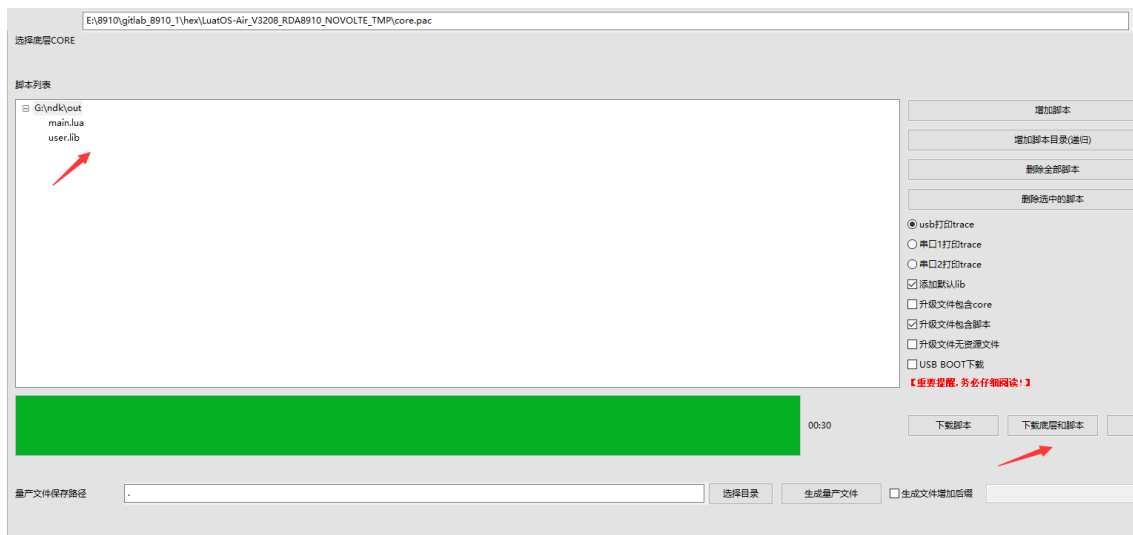 E:\8910\gitlab_8910_1\hex\LuatOS-Air_V3208_RDA8910_NOVOLTE_TMP\core.pac
选择底层CORE
脚本列表
G:\ndk\out
main.lua
user.lib
增加脚本
增加脚本目录(递归)
删除全部脚本
删除选中的脚本
usb打印trace
串口1打印trace
串口2打印trace
添加默认lib
升级文件包含core
升级文件包含脚本
升级文件无资源文件
USB BOOT下载
【重要提醒,务必仔细阅读!】
00:30
下载脚本
下载底层和脚本
量产文件保存路径
.
选择目录
生成量产文件
生成文件增加后缀